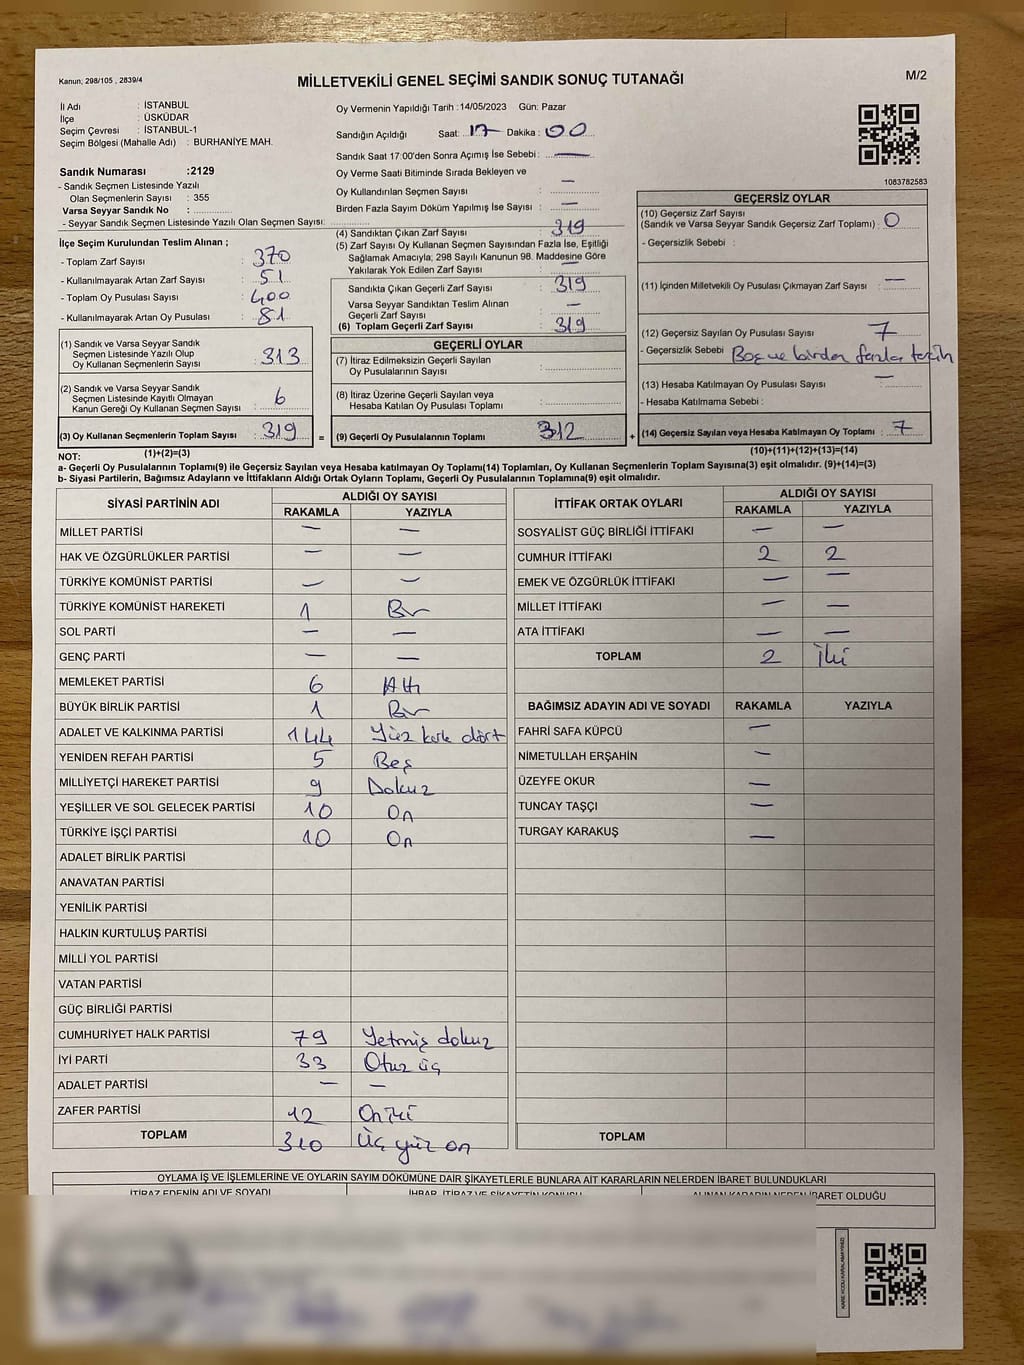 Kanun; 298/105 , 2839/4
MİLLETVEKİLİ GENEL SEÇİMİ SANDIK SONUÇ TUTANAĞI
M/2
İl Adı : İSTANBUL
İlçe : ÜSKÜDAR
Seçim Çevresi : İSTANBUL-1
Seçim Bölgesi (Mahalle Adı) : BURHANİYE MAH.
Sandık Numarası :2129
- Sandık Seçmen Listesinde Yazılı
Olan Seçmenlerin Sayısı : 355
Varsa Seyyar Sandık No :
- Seyyar Sandık Seçmen Listesinde Yazılı Olan Seçmen Sayısı:
İlçe Seçim Kurulundan Teslim Alınan ;
- Toplam Zarf Sayısı : 370
- Kullanılmayarak Artan Zarf Sayısı : 51
- Toplam Oy Pusulası Sayısı : 400
- Kullanılmayarak Artan Oy Pusulası : 81
(1) Sandık ve Varsa Seyyar Sandık
Seçmen Listesinde Yazılı Olup
Oy Kullanan Seçmenlerin Sayısı : 313
(2) Sandık ve Varsa Seyyar Sandık
Seçmen Listesinde Kayıtlı Olmayan
Kanun Gereği Oy Kullanan Seçmen Sayısı : 6
(3) Oy Kullanan Seçmenlerin Toplam Sayısı : 319
(1)+(2)=(3)
Oy Vermenin Yapıldığı Tarih :14/05/2023 Gün: Pazar
Sandığın Açıldığı Saat: 17 Dakika : 00
Sandık Saat 17:00'den Sonra Açımış İse Sebebi : —
Oy Verme Saati Bitiminde Sırada Bekleyen ve
Oy Kullandırılan Seçmen Sayısı : —
Birden Fazla Sayım Döküm Yapılmış İse Sayısı : —
(4) Sandıktan Çıkan Zarf Sayısı : 319
(5) Zarf Sayısı Oy Kullanan Seçmen Sayısından Fazla İse, Eşitliği
Sağlamak Amacıyla; 298 Sayılı Kanunun 98. Maddesine Göre
Yakılarak Yok Edilen Zarf Sayısı : —
Sandıkta Çıkan Geçerli Zarf Sayısı : 319
Varsa Seyyar Sandıktan Teslim Alınan
Geçerli Zarf Sayısı : —
(6) Toplam Geçerli Zarf Sayısı : 319
GEÇERLİ OYLAR
(7) İtiraz Edilmeksizin Geçerli Sayılan
Oy Pusulalarının Sayısı :
(8) İtiraz Üzerine Geçerli Sayılan veya
Hesaba Katılan Oy Pusulası Toplamı :
= (9) Geçerli Oy Pusulalarının Toplamı : 312
1083782583
GEÇERSİZ OYLAR
(10) Geçersiz Zarf Sayısı
(Sandık ve Varsa Seyyar Sandık Geçersiz Zarf Toplamı) : 0
- Geçersizlik Sebebi :
(11) İçinden Milletvekili Oy Pusulası Çıkmayan Zarf Sayısı : —
(12) Geçersiz Sayılan Oy Pusulası Sayısı : 7
- Geçersizlik Sebebi : Boş ve birden fazla tercih
(13) Hesaba Katılmayan Oy Pusulası Sayısı : —
- Hesaba Katılmama Sebebi :
+ (14) Geçersiz Sayılan veya Hesaba Katılmayan Oy Toplamı : 7
(10)+(11)+(12)+(13)=(14)
NOT:
a- Geçerli Oy Pusulalarının Toplamı(9) ile Geçersiz Sayılan veya Hesaba katılmayan Oy Toplamı(14) Toplamları, Oy Kullanan Seçmenlerin Toplam Sayısına(3) eşit olmalıdır. (9)+(14)=(3)
b- Siyasi Partilerin, Bağımsız Adayların ve İttifakların Aldığı Ortak Oyların Toplamı, Geçerli Oy Pusulalarının Toplamına(9) eşit olmalıdır.
SİYASİ PARTİNİN ADI ALDIĞI OY SAYISI
RAKAMLA YAZIYLA
MİLLET PARTİSİ — —
HAK VE ÖZGÜRLÜKLER PARTİSİ — —
TÜRKİYE KOMÜNİST PARTİSİ — —
TÜRKİYE KOMÜNİST HAREKETİ 1 Bir
SOL PARTİ — —
GENÇ PARTİ — —
MEMLEKET PARTİSİ 6 Altı
BÜYÜK BİRLİK PARTİSİ 1 Bir
ADALET VE KALKINMA PARTİSİ 144 Yüz kırk dört
YENİDEN REFAH PARTİSİ 5 Beş
MİLLİYETÇİ HAREKET PARTİSİ 9 Dokuz
YEŞİLLER VE SOL GELECEK PARTİSİ 10 On
TÜRKİYE İŞÇİ PARTİSİ 10 On
ADALET BİRLİK PARTİSİ
ANAVATAN PARTİSİ
YENİLİK PARTİSİ
HALKIN KURTULUŞ PARTİSİ
MİLLİ YOL PARTİSİ
VATAN PARTİSİ
GÜÇ BİRLİĞİ PARTİSİ
CUMHURİYET HALK PARTİSİ 79 Yetmiş dokuz
İYİ PARTİ 33 Otuz üç
ADALET PARTİSİ — —
ZAFER PARTİSİ 12 On iki
TOPLAM 310 Üç yüz on
İTTİFAK ORTAK OYLARI ALDIĞI OY SAYISI
RAKAMLA YAZIYLA
SOSYALİST GÜÇ BİRLİĞİ İTTİFAKI — —
CUMHUR İTTİFAKI 2 2
EMEK VE ÖZGÜRLÜK İTTİFAKI — —
MİLLET İTTİFAKI — —
ATA İTTİFAKI — —
TOPLAM 2 İki
BAĞIMSIZ ADAYIN ADI VE SOYADI RAKAMLA YAZIYLA
FAHRİ SAFA KÜPCÜ —
NİMETULLAH ERŞAHİN —
ÜZEYFE OKUR —
TUNCAY TAŞÇI —
TURGAY KARAKUŞ —
TOPLAM
OYLAMA İŞ VE İŞLEMLERİNE VE OYLARIN SAYIM DÖKÜMÜNE DAİR ŞİKAYETLERLE BUNLARA AİT KARARLARIN NELERDEN İBARET BULUNDUKLARI
İTİRAZ EDENİN ADI VE SOYADI İHBAR, İTİRAZ VE ŞİKAYETİN KONUSU ALINAN KARARIN NEDEN İBARET OLDUĞU